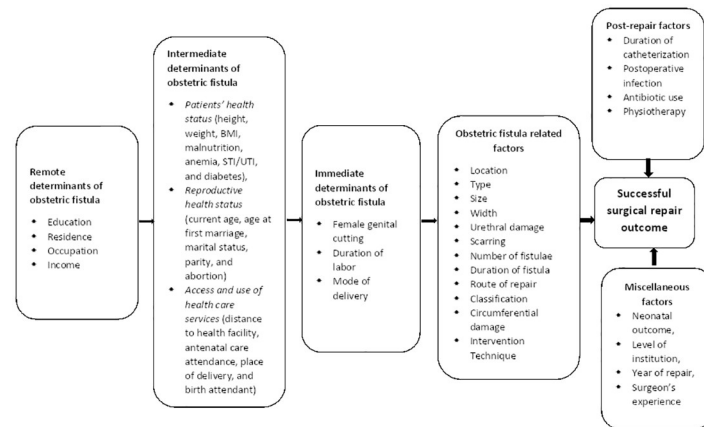 Remote
determinants of
obstetric fistula
Education
Residence
Occupation
Income
Intermediate
determinants of
obstetric fistula
Patients' health
status (height,
weight, BMI,
malnutrition,
anemia, STI/UTI,
and diabetes),
Reproductive
health status
(current age, age at
first marriage,
marital status,
parity, and
abortion)
Access and use of
health care
services (distance
to health facility,
antenatal care
attendance, place
of delivery, and
birth attendant)
Immediate
determinants of
obstetric fistula
Female genital
cutting
Duration of
labor
Mode of
delivery
Obstetric fistula related
factors
Location
Type
Size
Width
Urethral damage
Scarring
Number of fistulae
Duration of fistula
Route of repair
Classification
Circumferential
damage
Intervention
Technique
Post-repair factors
Duration of
catheterization
Postoperative
infection
Antibiotic use
Physiotherapy
Successful
surgical repair
outcome
Miscellaneous
factors
Neonatal
outcome,
Level of
institution,
Year of repair,
Surgeon's
experience